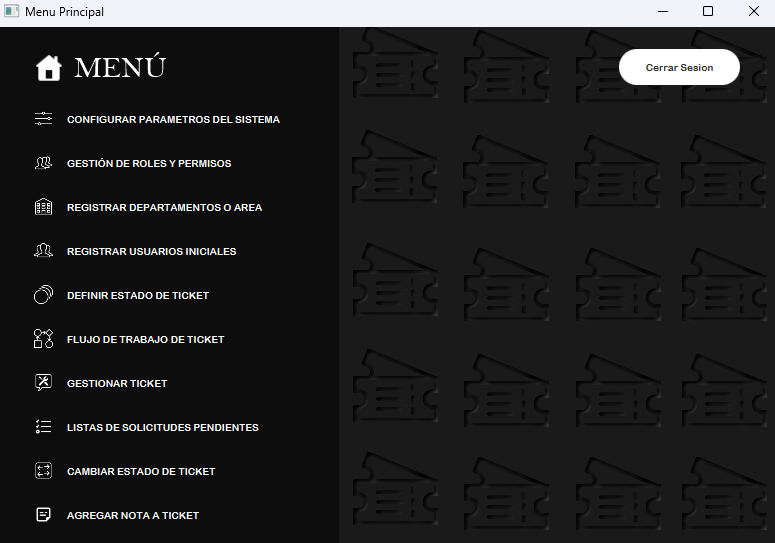 Menu Principal
MENÚ
Cerrar Sesion
CONFIGURAR PARAMETROS DEL SISTEMA
GESTIÓN DE ROLES Y PERMISOS
REGISTRAR DEPARTAMENTOS O AREA
REGISTRAR USUARIOS INICIALES
DEFINIR ESTADO DE TICKET
FLUJO DE TRABAJO DE TICKET
GESTIONAR TICKET
LISTAS DE SOLICITUDES PENDIENTES
CAMBIAR ESTADO DE TICKET
AGREGAR NOTA A TICKET